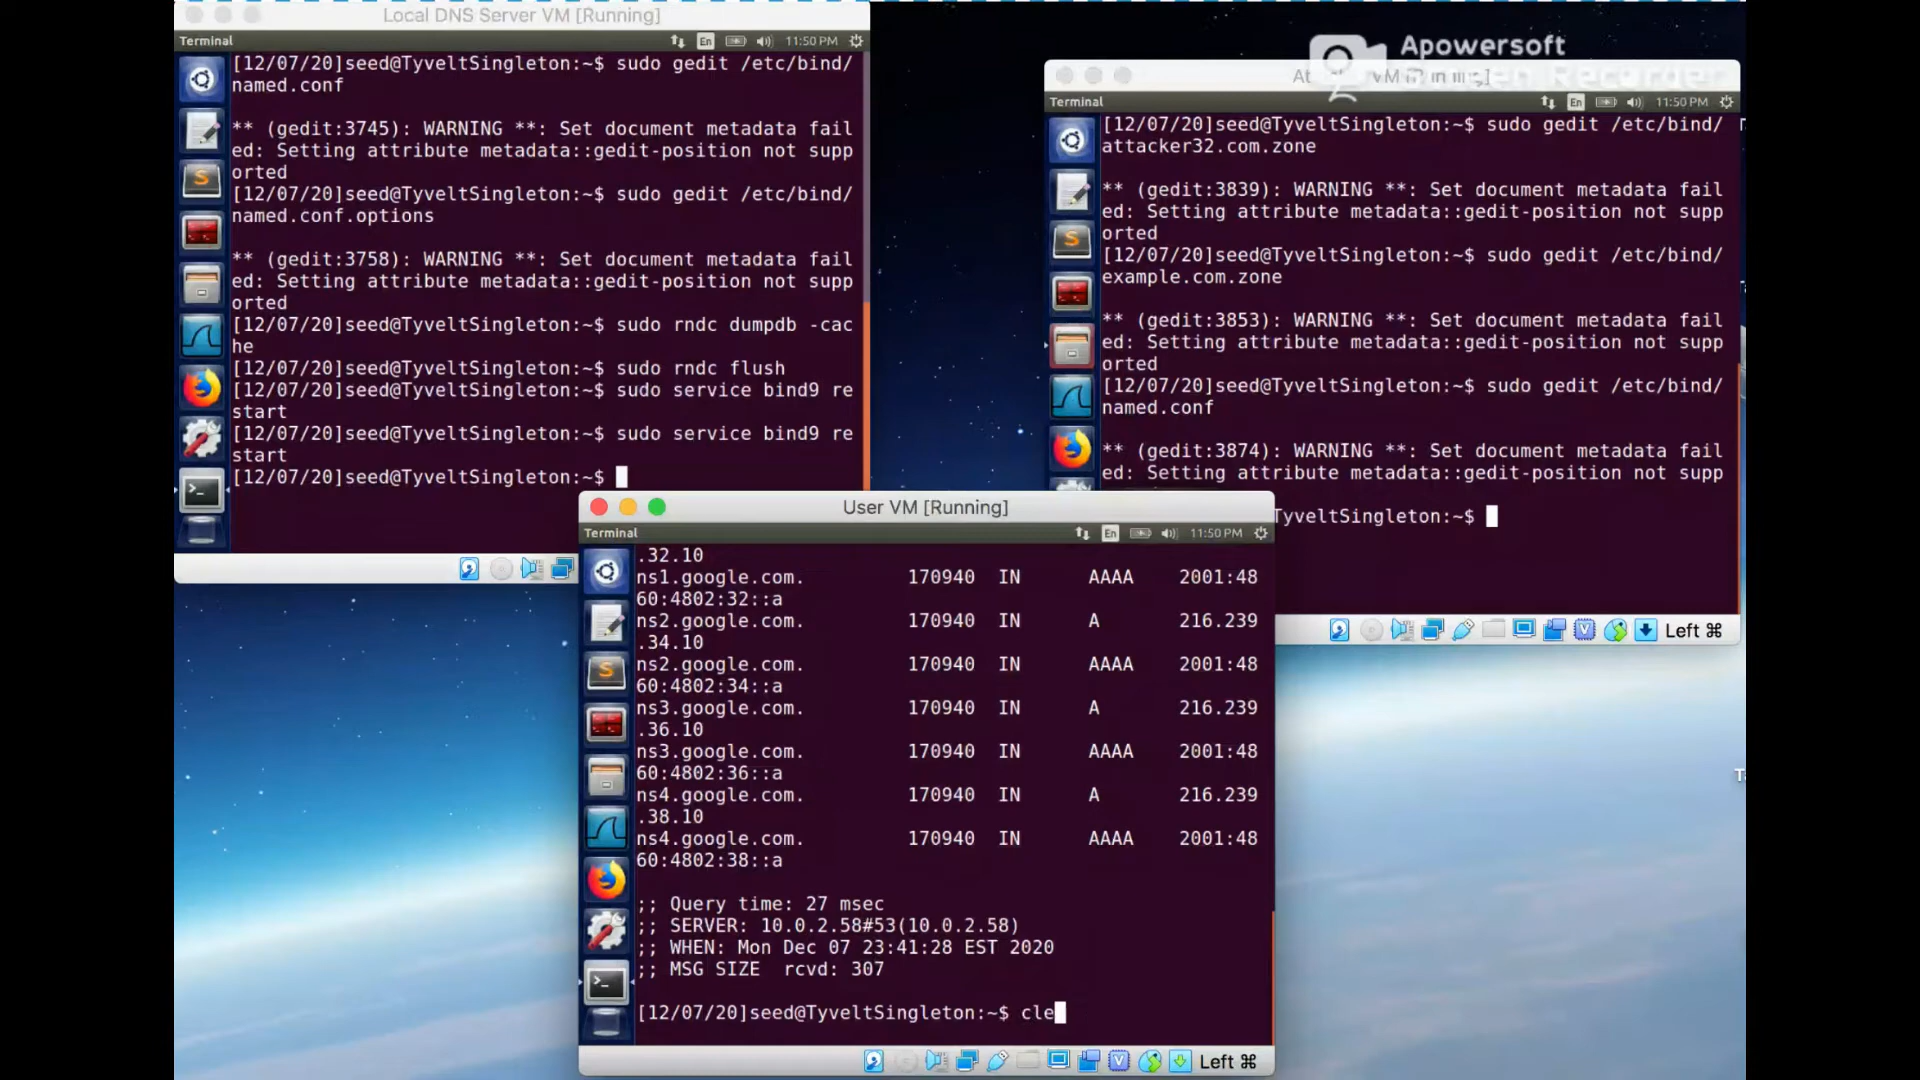 Local DNS Server VM [Running]
Terminal
En
11:50 PM
[12/07/20]seed@TyveltSingleton:~$ sudo gedit /etc/bind/
named.conf
** (gedit:3745): WARNING **: Set document metadata fail
ed: Setting attribute metadata::gedit-position not supp
orted
[12/07/20]seed@TyveltSingleton:~$ sudo gedit /etc/bind/
named.conf.options
** (gedit:3758): WARNING **: Set document metadata fail
ed: Setting attribute metadata::gedit-position not supp
orted
[12/07/20]seed@TyveltSingleton:~$ sudo rndc dumpdb -cac
he
[12/07/20]seed@TyveltSingleton:~$ sudo rndc flush
[12/07/20]seed@TyveltSingleton:~$ sudo service bind9 re
start
[12/07/20]seed@TyveltSingleton:~$ sudo service bind9 re
start
[12/07/20]seed@TyveltSingleton:~$
Apowersoft
Screen Recorder
Terminal
En
11:50 PM
[12/07/20]seed@TyveltSingleton:~$ sudo gedit /etc/bind/
attacker32.com.zone
** (gedit:3839): WARNING **: Set document metadata fail
ed: Setting attribute metadata::gedit-position not supp
orted
[12/07/20]seed@TyveltSingleton:~$ sudo gedit /etc/bind/
example.com.zone
** (gedit:3853): WARNING **: Set document metadata fail
ed: Setting attribute metadata::gedit-position not supp
orted
[12/07/20]seed@TyveltSingleton:~$ sudo gedit /etc/bind/
named.conf
** (gedit:3874): WARNING **: Set document metadata fail
ed: Setting attribute metadata::gedit-position not supp
TyveltSingleton:~$
Left ⌘
User VM [Running]
Terminal
En
11:50 PM
.32.10
ns1.google.com. 170940 IN AAAA 2001:48
60:4802:32::a
ns2.google.com. 170940 IN A 216.239
.34.10
ns2.google.com. 170940 IN AAAA 2001:48
60:4802:34::a
ns3.google.com. 170940 IN A 216.239
.36.10
ns3.google.com. 170940 IN AAAA 2001:48
60:4802:36::a
ns4.google.com. 170940 IN A 216.239
.38.10
ns4.google.com. 170940 IN AAAA 2001:48
60:4802:38::a
;; Query time: 27 msec
;; SERVER: 10.0.2.58#53(10.0.2.58)
;; WHEN: Mon Dec 07 23:41:28 EST 2020
;; MSG SIZE rcvd: 307
[12/07/20]seed@TyveltSingleton:~$ cle
Left ⌘